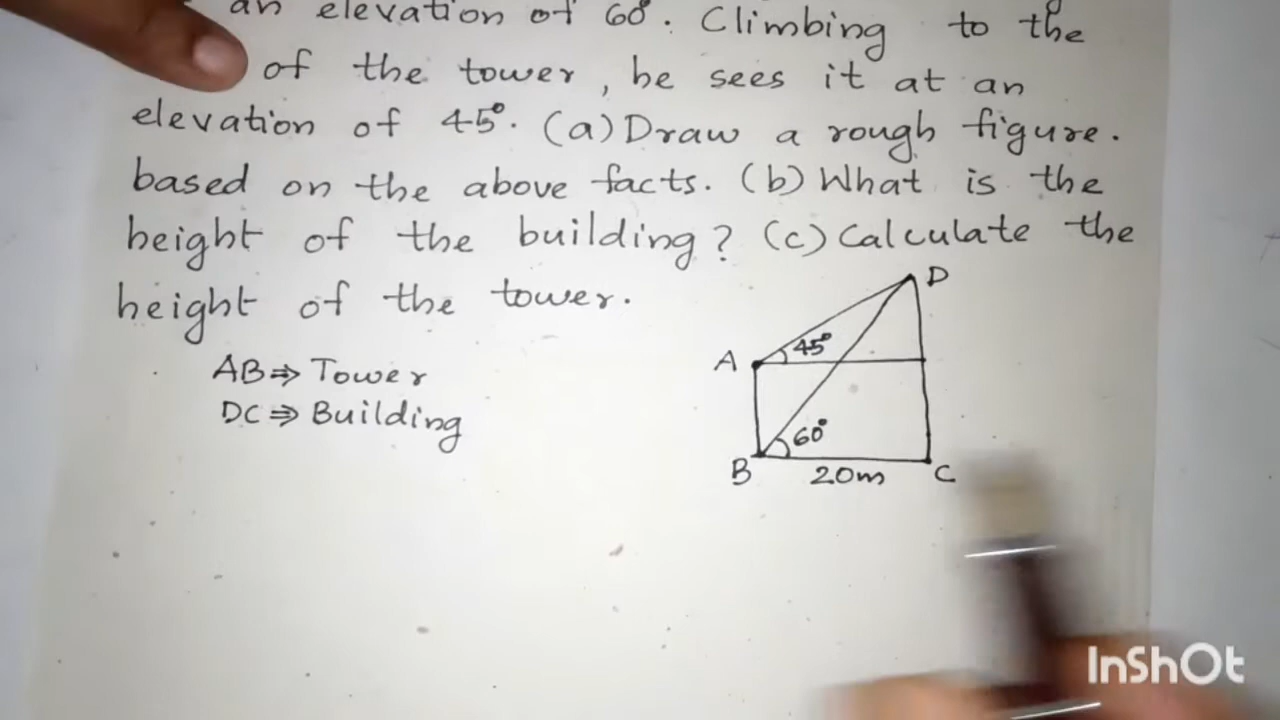 an elevation of 60°. Climbing to the
of the tower, he sees it at an
elevation of 45°. (a) Draw a rough figure.
based on the above facts. (b) What is the
height of the building? (c) Calculate the
height of the tower.
AB ⇒ Tower
DC ⇒ Building
D
A
45°
60°
B
20m
C
InShOt